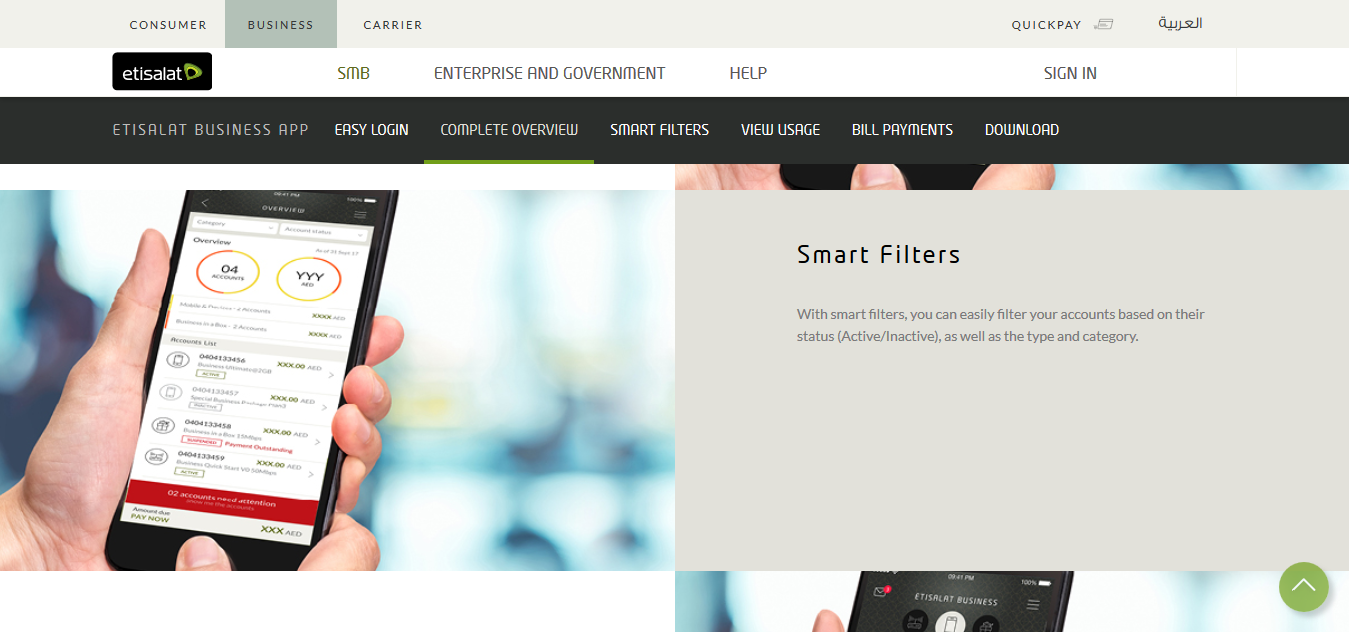 CONSUMER
BUSINESS
CARRIER
QUICKPAY
العربية
etisalat
SMB
ENTERPRISE AND GOVERNMENT
HELP
SIGN IN
ETISALAT BUSINESS APP
EASY LOGIN
COMPLETE OVERVIEW
SMART FILTERS
VIEW USAGE
BILL PAYMENTS
DOWNLOAD
09:41 PM
100%
OVERVIEW
Category
Account status
Overview
As of 31 Sept 17
04
ACCOUNTS
YYY
AED
2 Accounts
XXXX AED
Business in a Box - 2 Accounts
XXXX AED
Accounts List
0404133456
Business Ultimate@2GB
XXX.00 AED
ACTIVE
0404133457
Special Business Package Plan3
XXX.00 AED
INACTIVE
0404133458
Business in a Box 15Mbps
XXX.00 AED
SUSPENDED Payment Outstanding
0404133459
Business Quick Start V0 50Mbps
XXX.00 AED
ACTIVE
02 accounts need attention
show me the accounts
Amount due
PAY NOW
XXX AED
Smart Filters
With smart filters, you can easily filter your accounts based on their
status (Active/Inactive), as well as the type and category.
09:41 PM
100%
ETISALAT BUSINESS